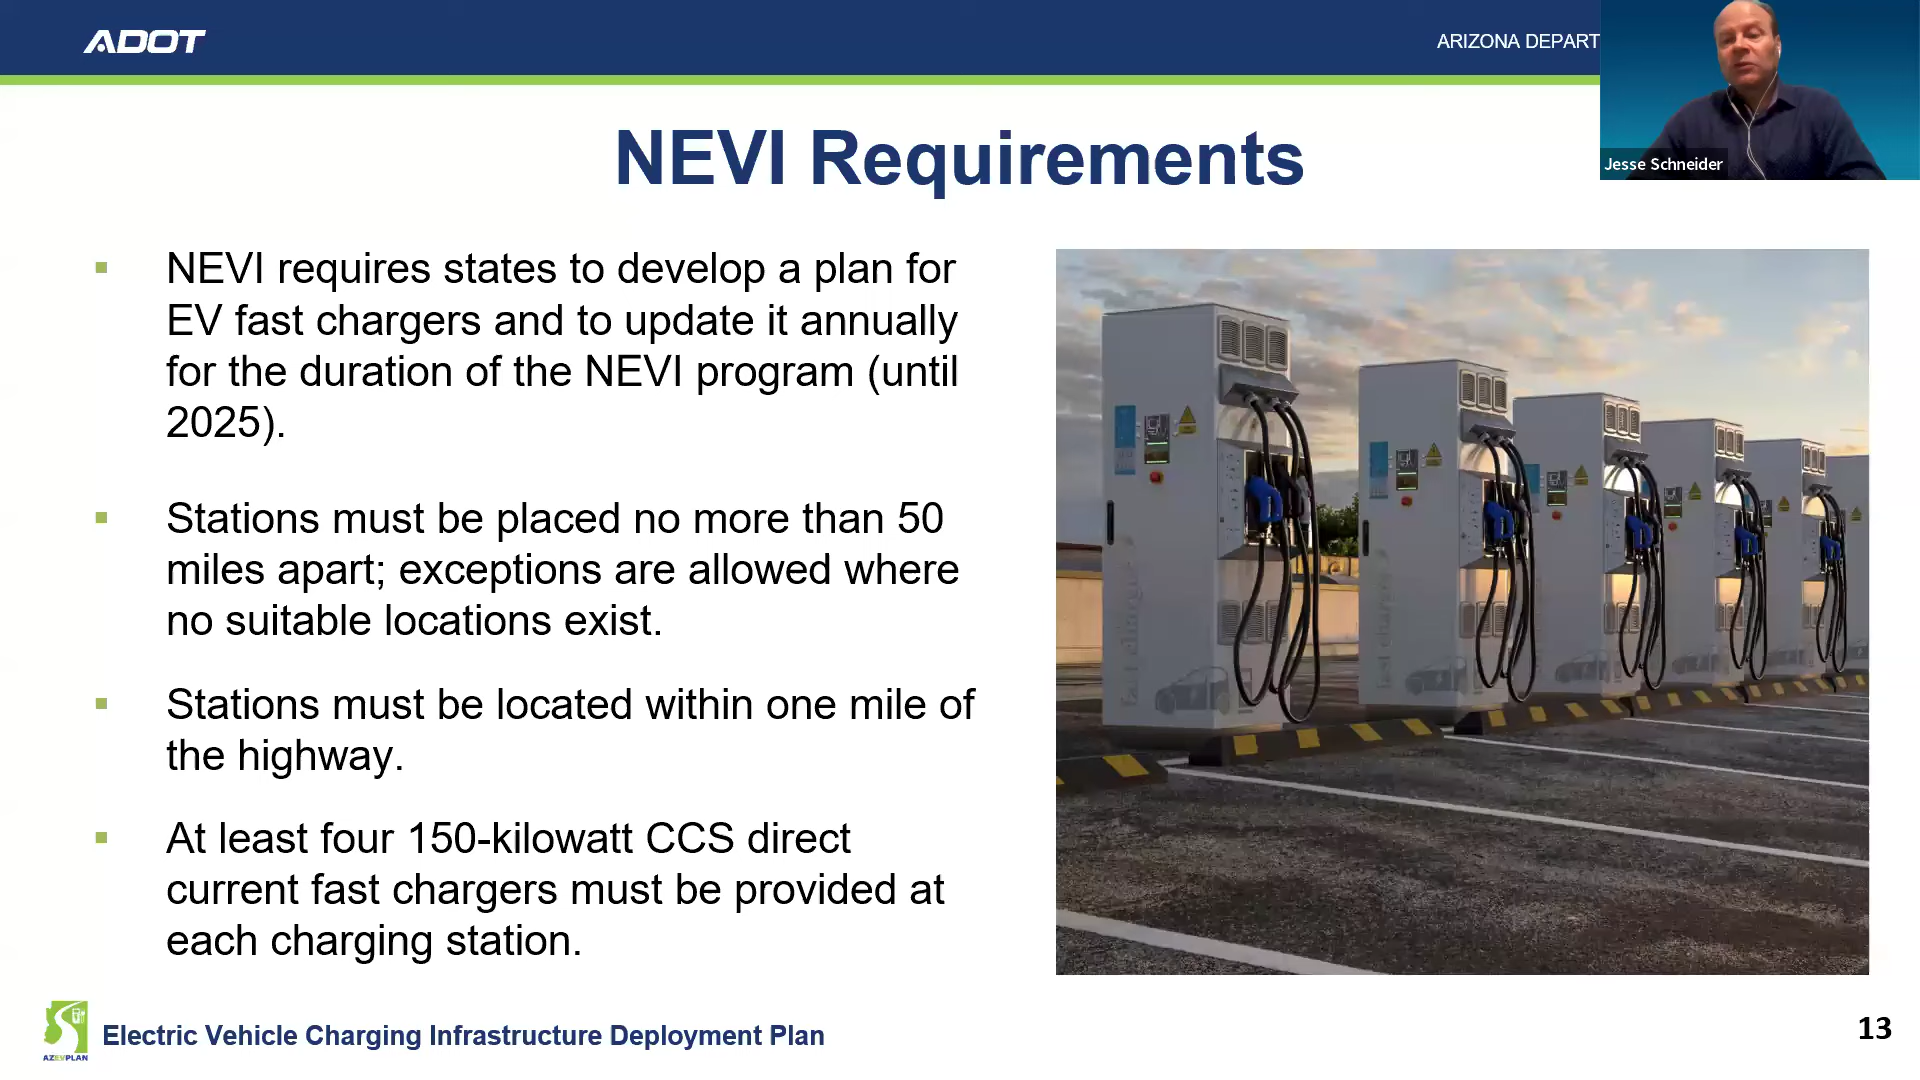 ADOT
ARIZONA DEPART
Jesse Schneider
NEVI Requirements
NEVI requires states to develop a plan for
EV fast chargers and to update it annually
for the duration of the NEVI program (until
2025).
Stations must be placed no more than 50
miles apart; exceptions are allowed where
no suitable locations exist.
Stations must be located within one mile of
the highway.
At least four 150-kilowatt CCS direct
current fast chargers must be provided at
each charging station.
fast charge
fast charge
AZEVPLAN
Electric Vehicle Charging Infrastructure Deployment Plan
13